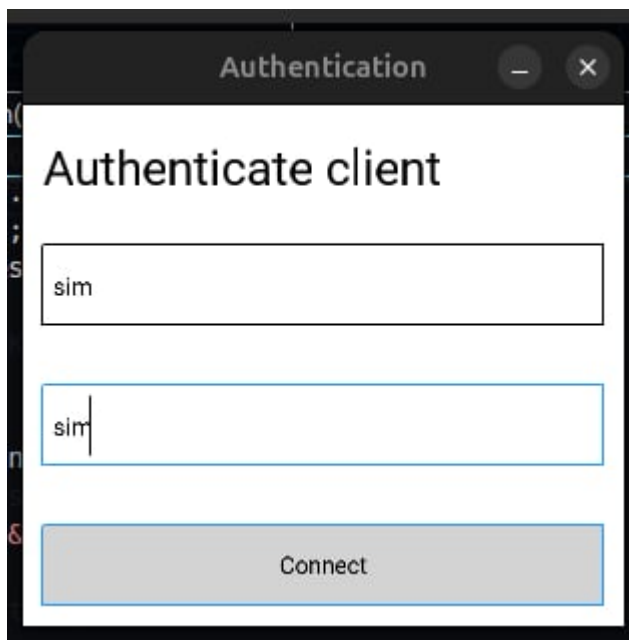 Authentication
Authenticate client
sim
sim
Connect